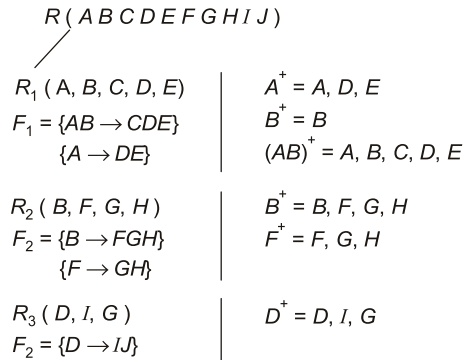 R ( A B C D E F G H I J )
R₁ ( A, B, C, D, E)
F₁ = {AB → CDE}
{A → DE}
A⁺ = A, D, E
B⁺ = B
(AB)⁺ = A, B, C, D, E
R₂ ( B, F, G, H )
F₂ = {B → FGH}
{F → GH}
B⁺ = B, F, G, H
F⁺ = F, G, H
R₃ ( D, I, G )
F₂ = {D → IJ}
D⁺ = D, I, G